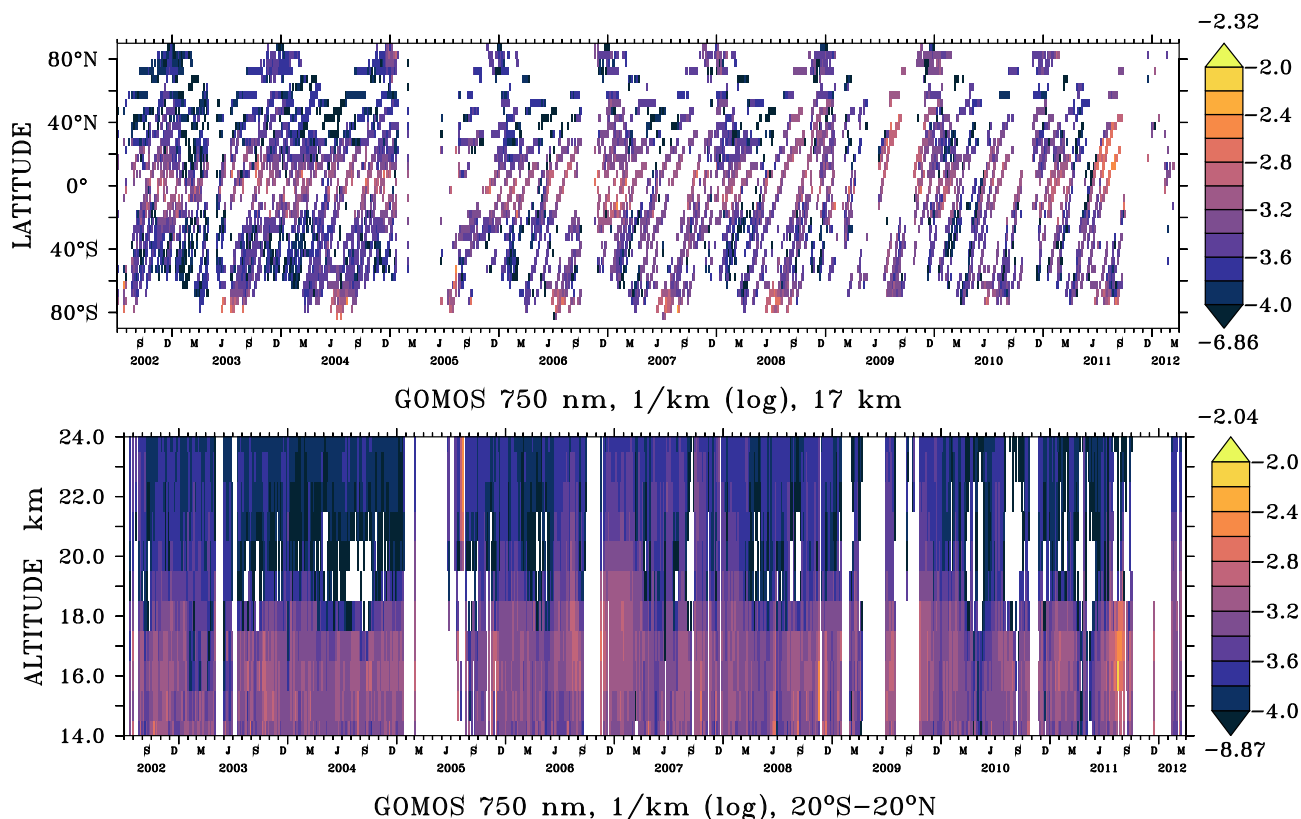 −2.32
80°N
40°N
0°
40°S
80°S
LATITUDE
−2.0
−2.4
−2.8
−3.2
−3.6
−4.0
−6.86
S D M J S D M J S D M J S D M J S D M J S D M J S D M J S D M J S D M J S D M
2002 2003 2004 2005 2006 2007 2008 2009 2010 2011 2012
GOMOS 750 nm, 1/km (log), 17 km
−2.04
24.0
22.0
20.0
18.0
16.0
14.0
ALTITUDE km
−2.0
−2.4
−2.8
−3.2
−3.6
−4.0
−8.87
S D M J S D M J S D M J S D M J S D M J S D M J S D M J S D M J S D M J S D M
2002 2003 2004 2005 2006 2007 2008 2009 2010 2011 2012
GOMOS 750 nm, 1/km (log), 20°S−20°N